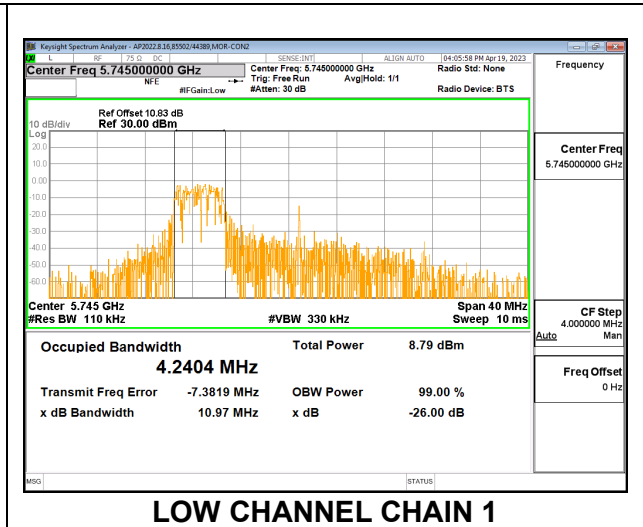 Keysight Spectrum Analyzer - AP2022.8.16,85502/44389,MOR-CON2
L RF 75 Ω DC SENSE:INT ALIGN AUTO 04:05:58 PM Apr 19, 2023
Center Freq 5.745000000 GHz Center Freq: 5.745000000 GHz Radio Std: None Frequency
NFE Trig: Free Run Avg|Hold: 1/1
#IFGain:Low #Atten: 30 dB Radio Device: BTS
Ref Offset 10.83 dB
10 dB/div Ref 30.00 dBm
Log
20.0
10.0
0.00
-10.0
-20.0
-30.0
-40.0
-50.0
-60.0
Center Freq
5.745000000 GHz
Center 5.745 GHz Span 40 MHz
#Res BW 110 kHz #VBW 330 kHz Sweep 10 ms
CF Step
4.000000 MHz
Auto Man
Occupied Bandwidth Total Power 8.79 dBm
4.2404 MHz
Transmit Freq Error -7.3819 MHz OBW Power 99.00 %
x dB Bandwidth 10.97 MHz x dB -26.00 dB
Freq Offset
0 Hz
MSG STATUS
LOW CHANNEL CHAIN 1